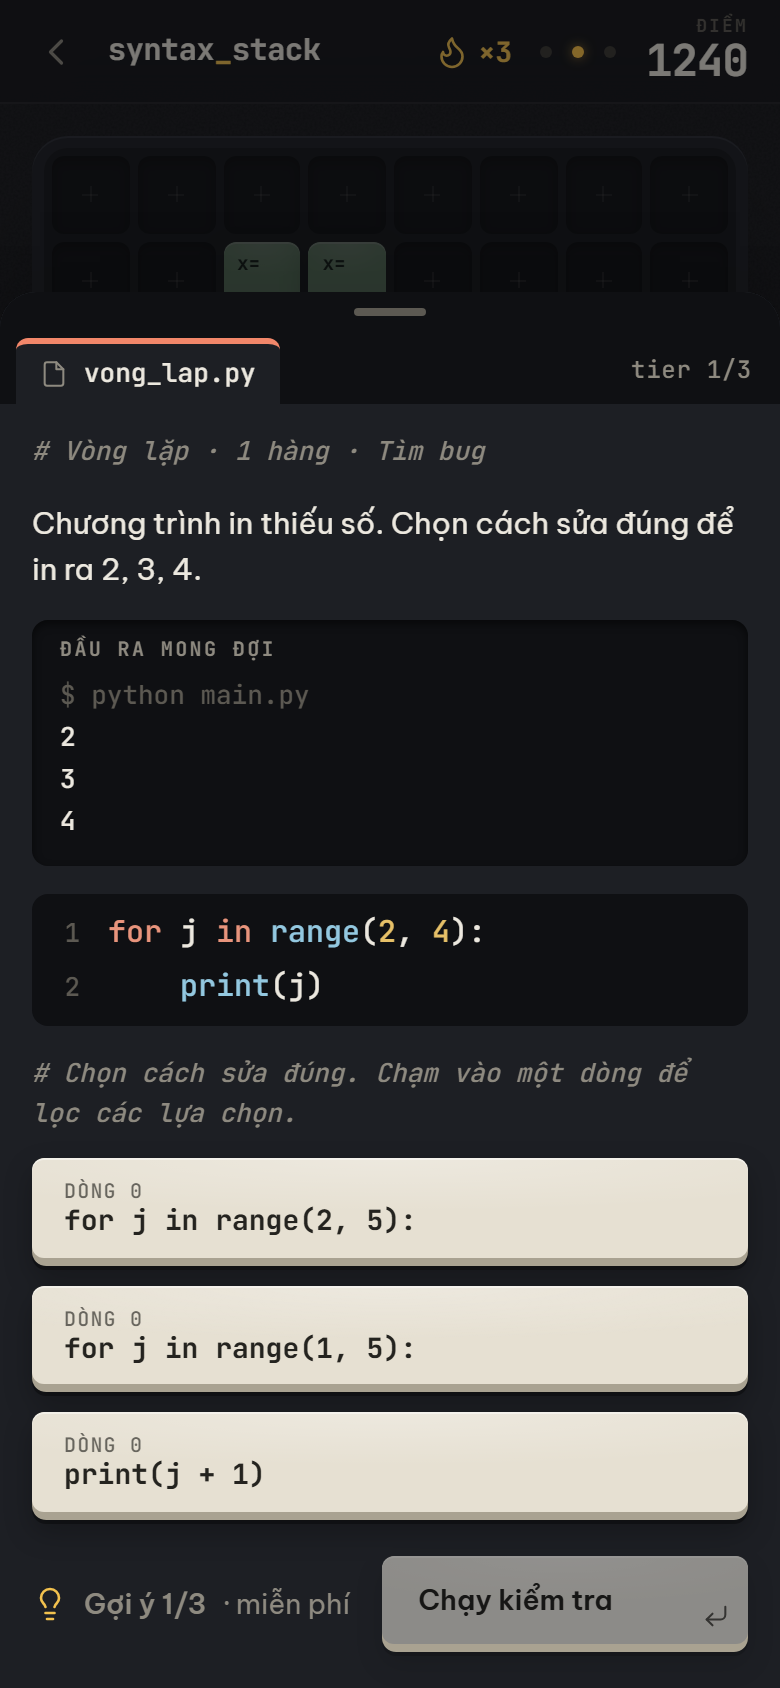 ĐIỂM
syntax_stack
×3
1240
x=
x=
vong_lap.py
tier 1/3
# Vòng lặp · 1 hàng · Tìm bug
Chương trình in thiếu số. Chọn cách sửa đúng để
in ra 2, 3, 4.
ĐẦU RA MONG ĐỢI
$ python main.py
2
3
4
1 for j in range(2, 4):
2 print(j)
# Chọn cách sửa đúng. Chạm vào một dòng để
lọc các lựa chọn.
DÒNG 0
for j in range(2, 5):
DÒNG 0
for j in range(1, 5):
DÒNG 0
print(j + 1)
Gợi ý 1/3 · miễn phí
Chạy kiểm tra